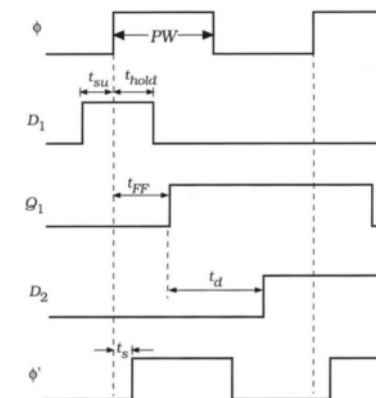 ϕ
PW
t_su t_hold
D_1
t_FF
Q_1
t_d
D_2
t_s
ϕ'